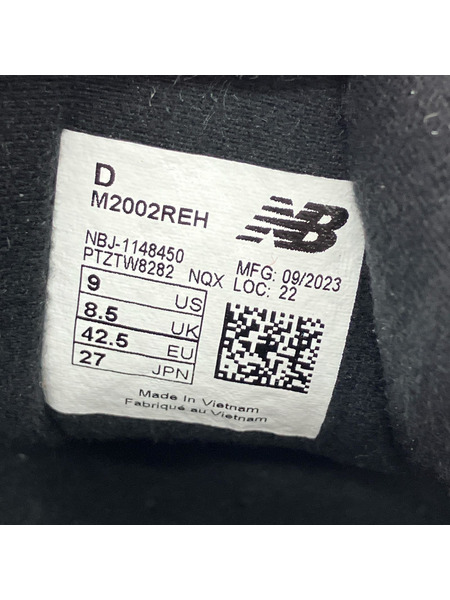 D
M2002REH
NB
NBJ-1148450
PTZTW8282 NQX
MFG: 09/2023
LOC: 22
9 US
8.5 UK
42.5 EU
27 JPN
Made In Vietnam
Fabriqué au Vietnam